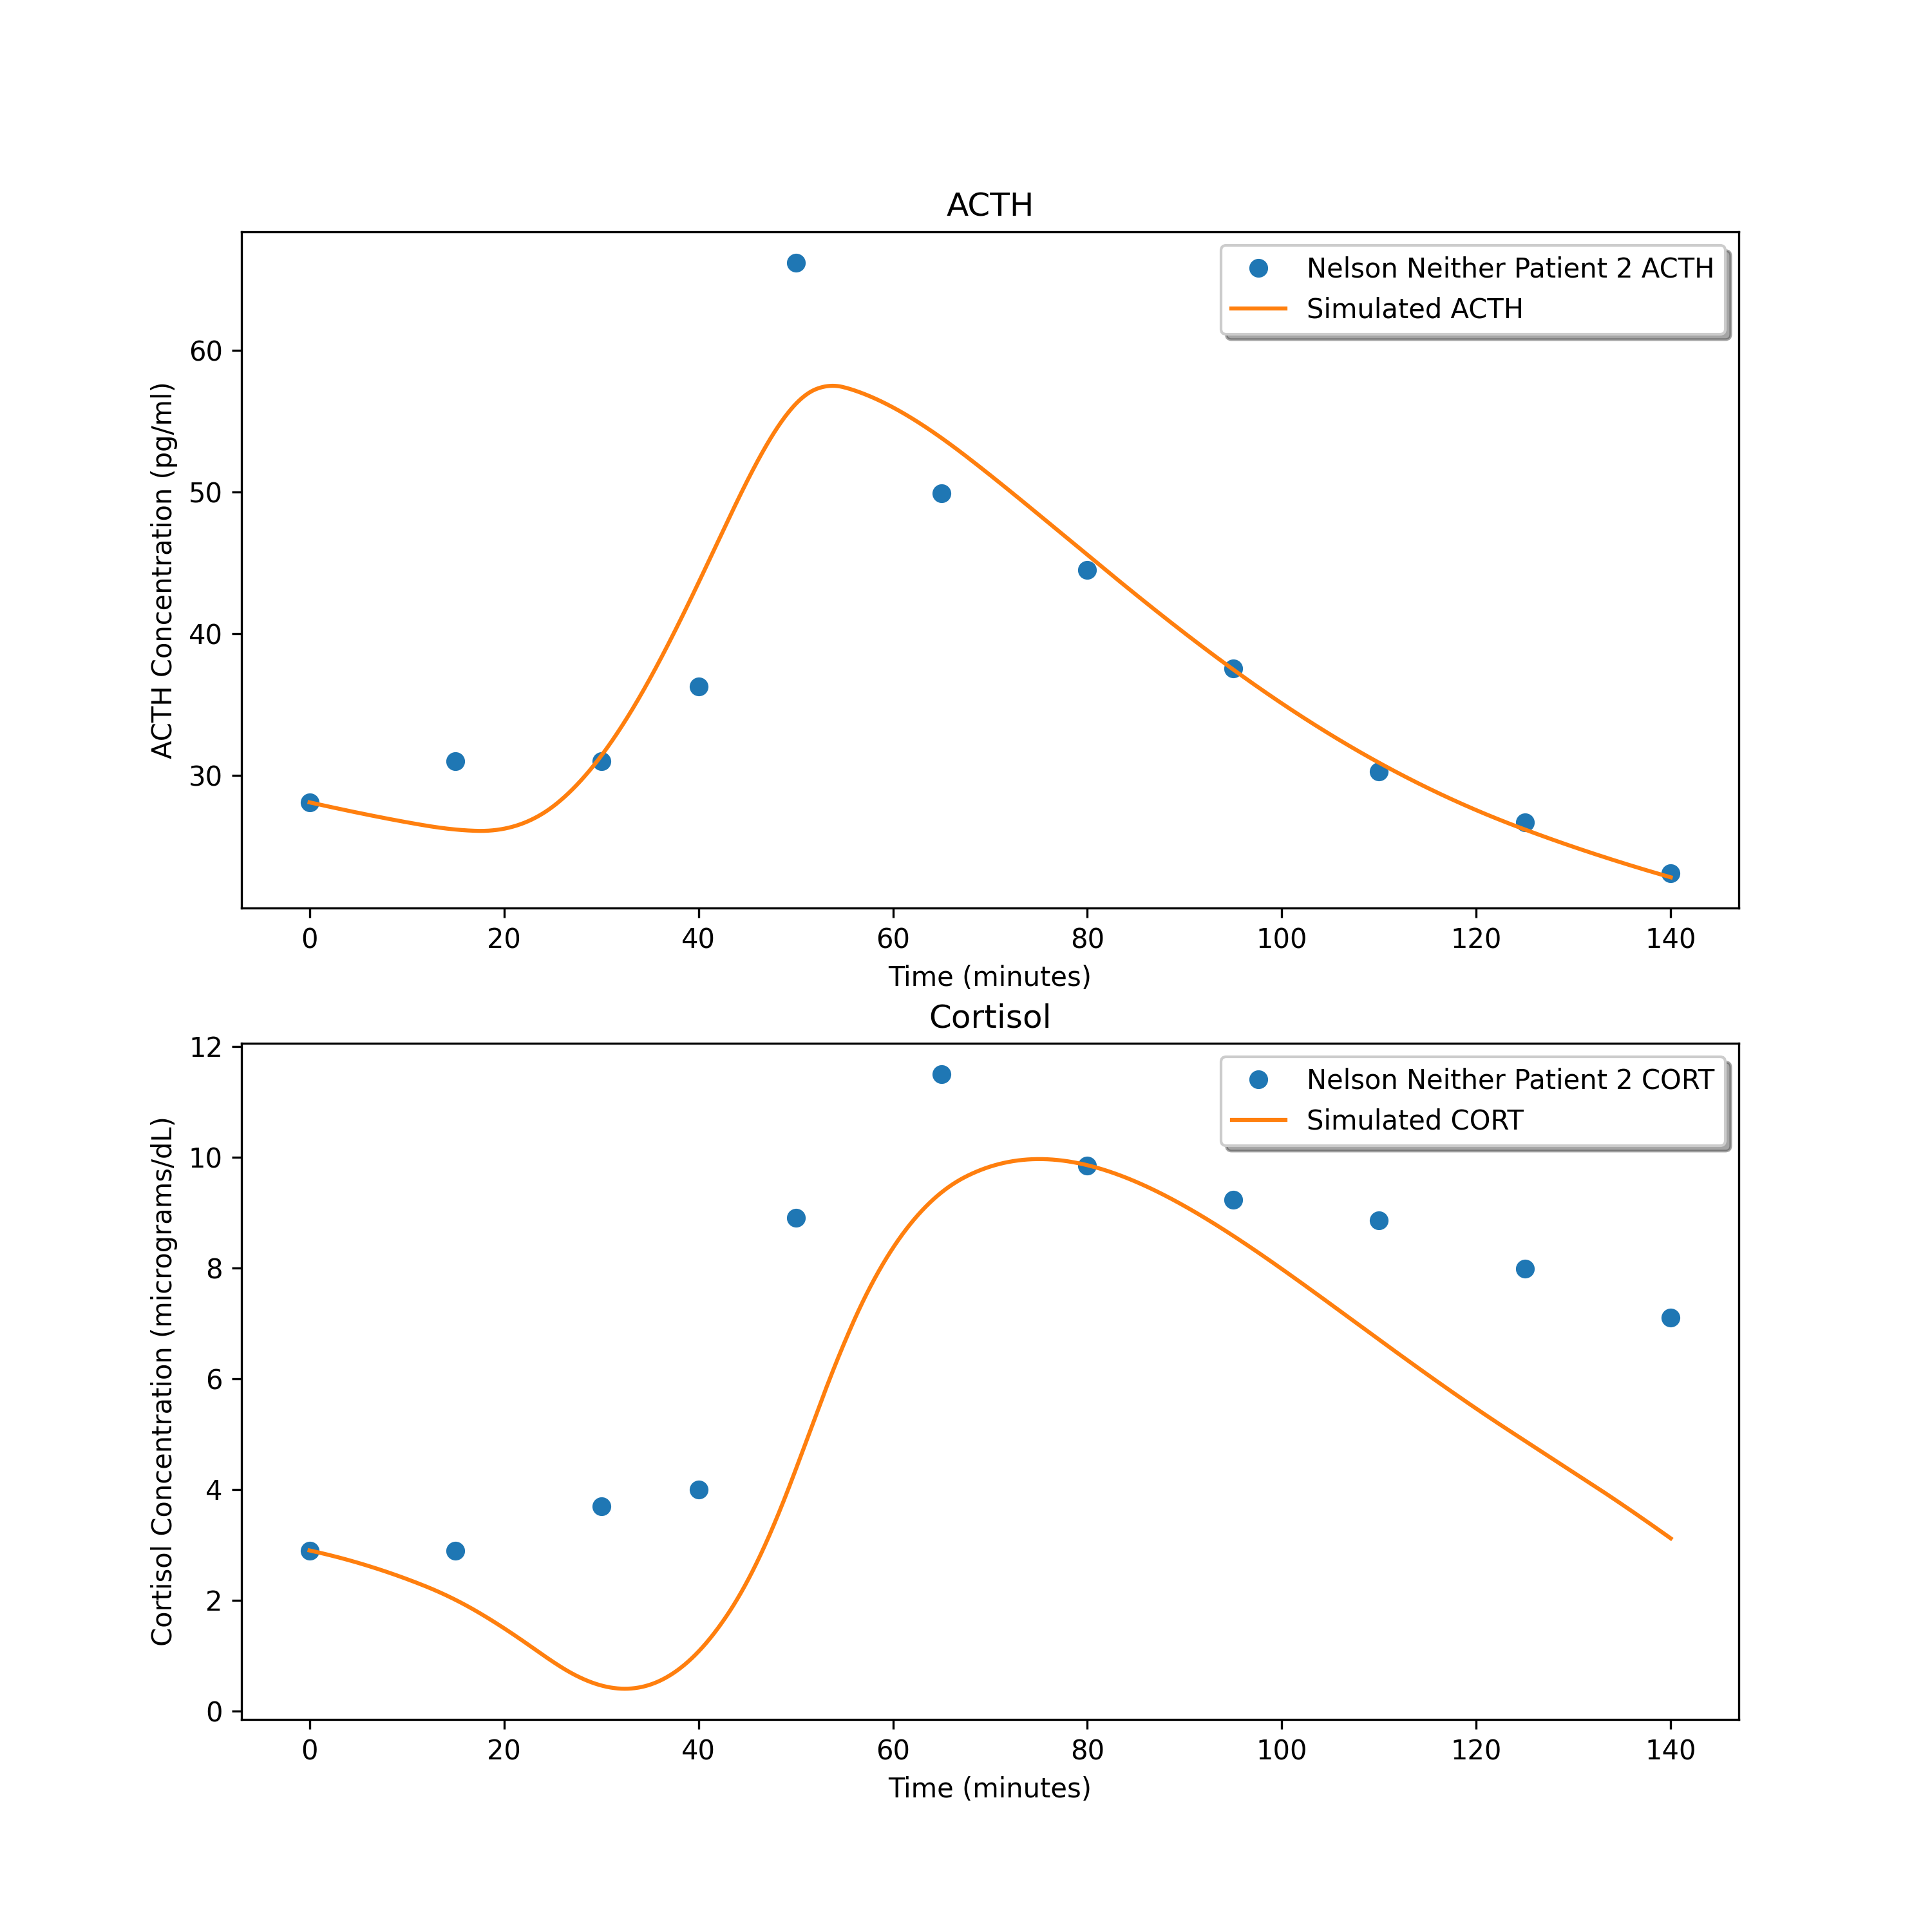 ACTH
Nelson Neither Patient 2 ACTH
Simulated ACTH
ACTH Concentration (pg/ml)
60
50
40
30
0 20 40 60 80 100 120 140
Time (minutes)
Cortisol
Nelson Neither Patient 2 CORT
Simulated CORT
Cortisol Concentration (micrograms/dL)
12
10
8
6
4
2
0
0 20 40 60 80 100 120 140
Time (minutes)